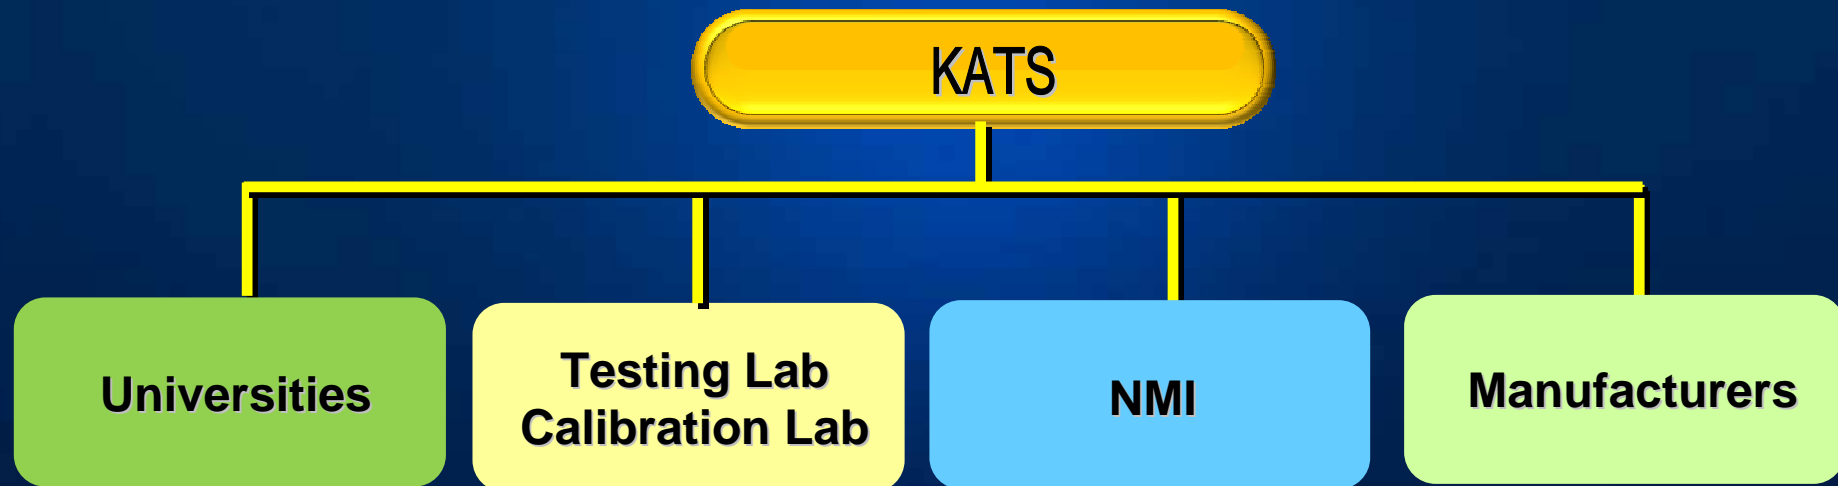 KATS
Universities
Testing Lab
Calibration Lab
NMI
Manufacturers